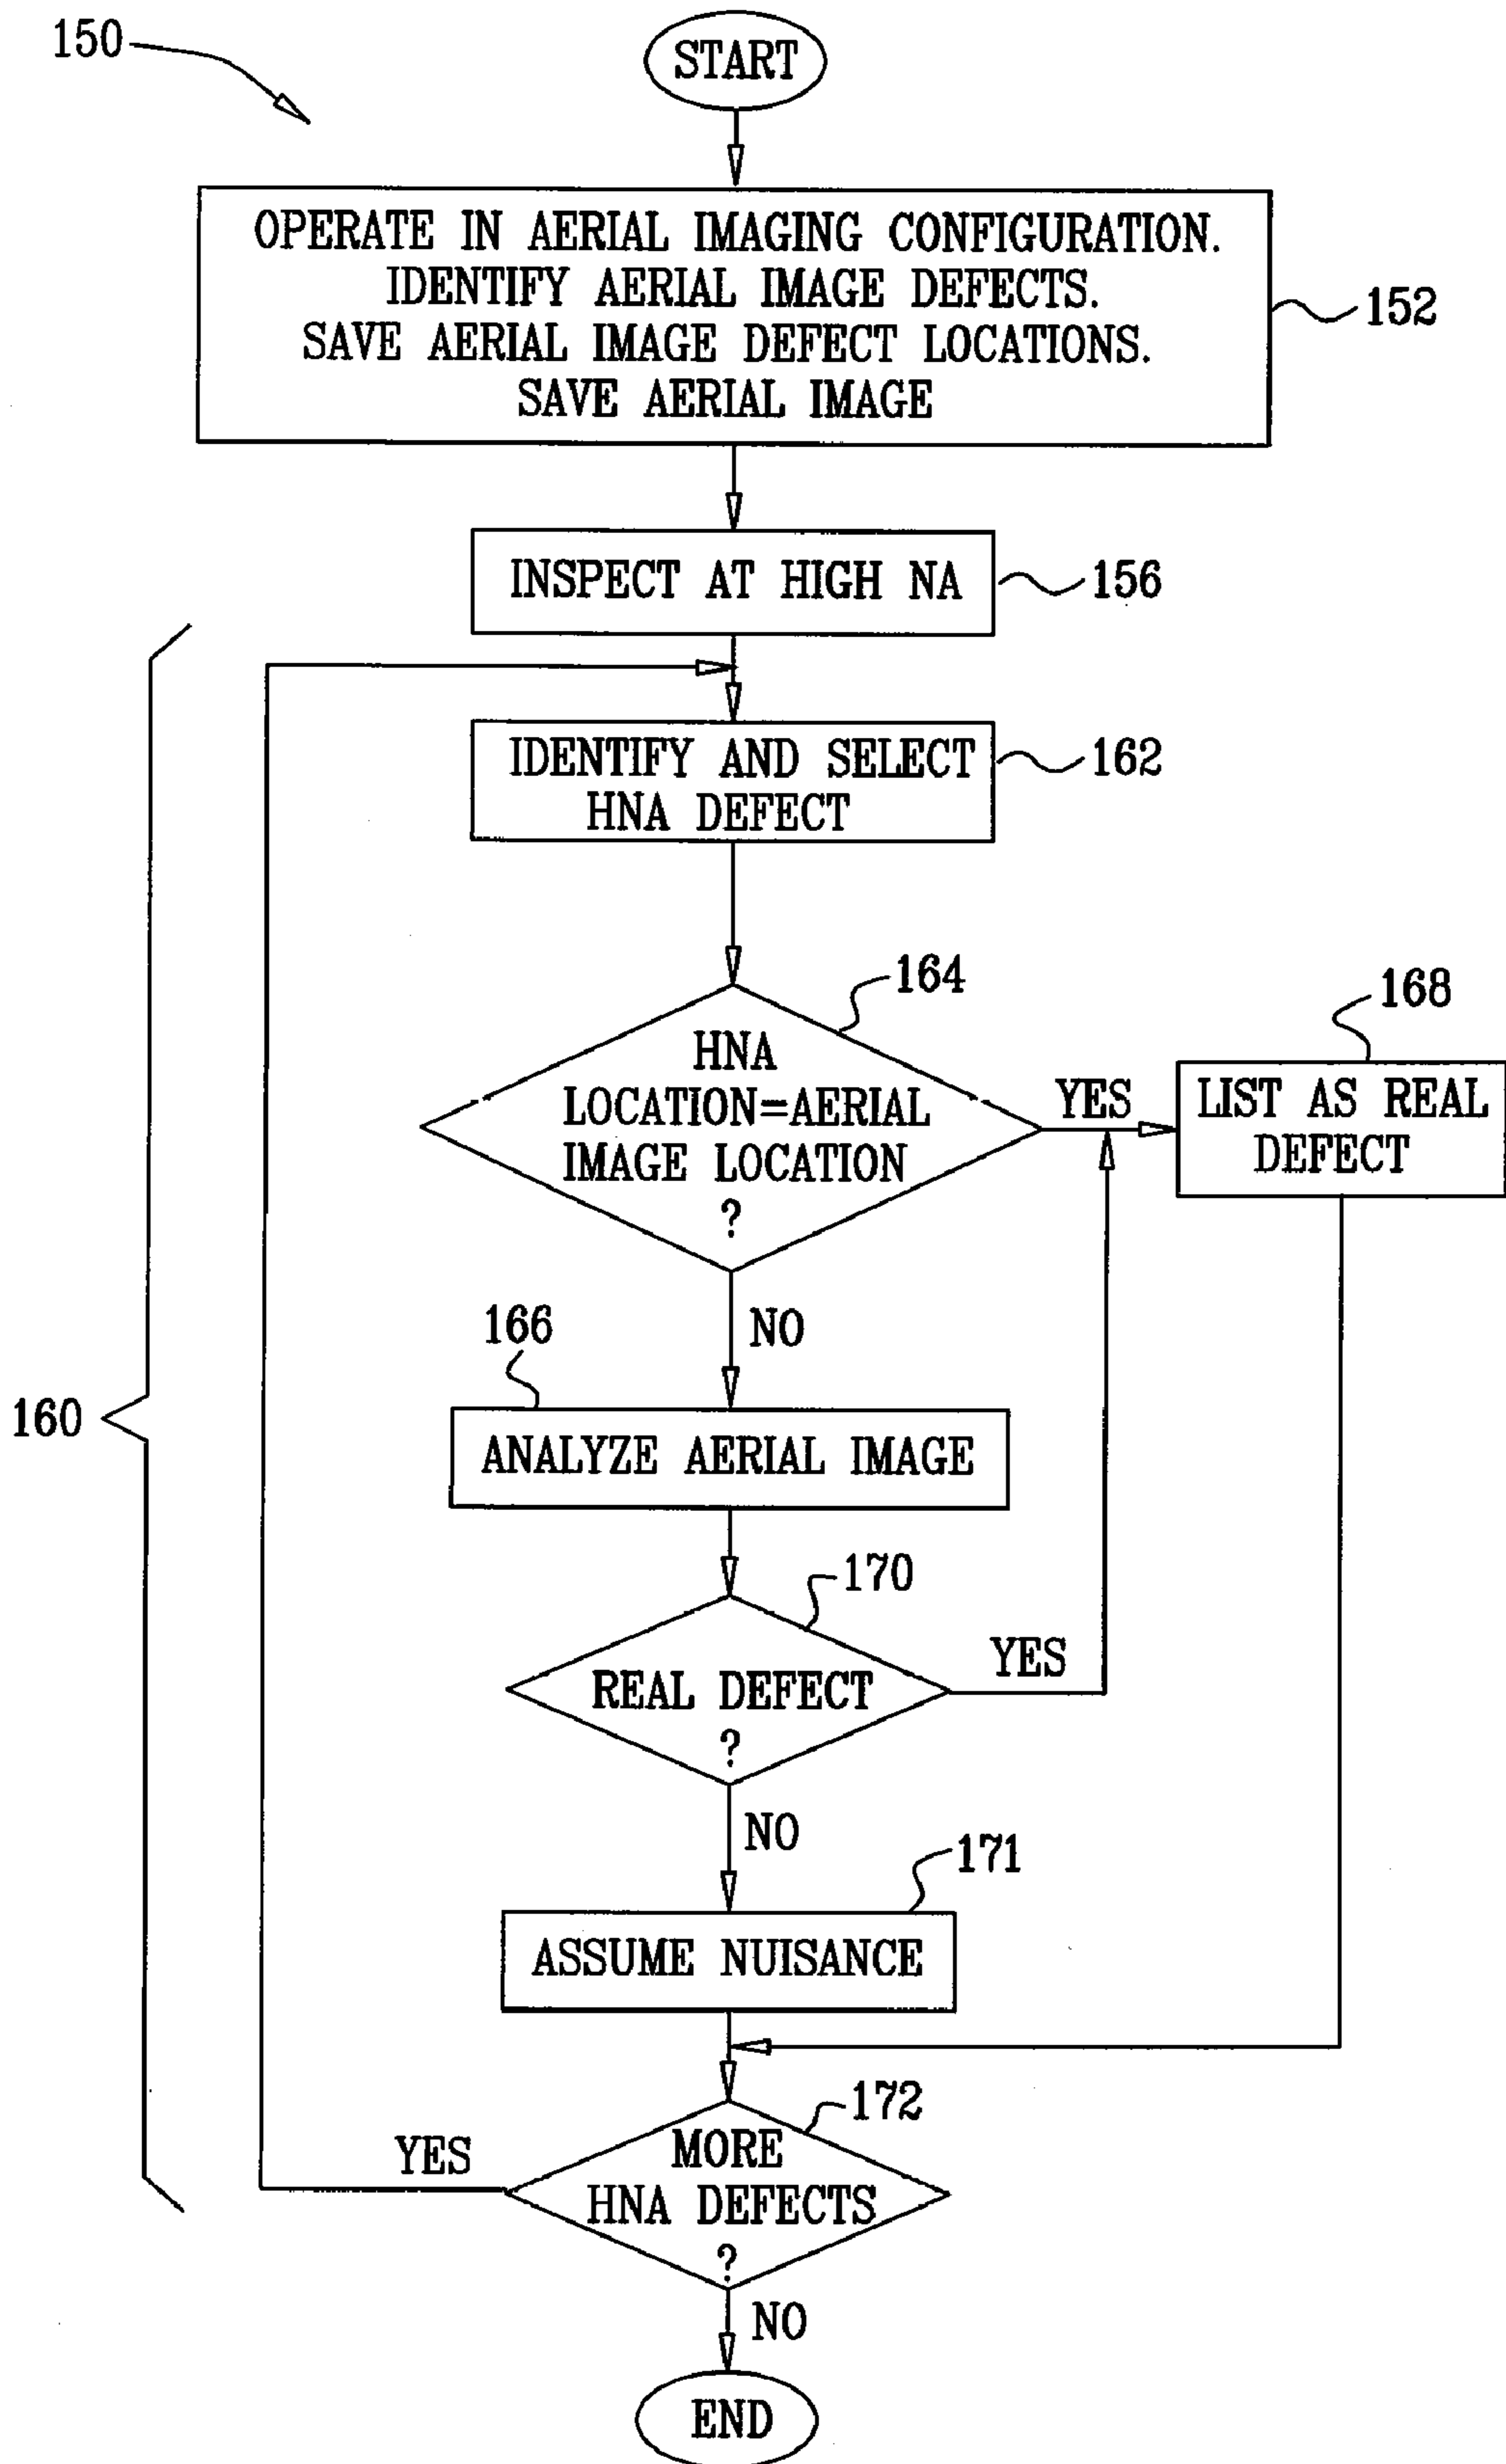 150
START
OPERATE IN AERIAL IMAGING CONFIGURATION.
IDENTIFY AERIAL IMAGE DEFECTS.
SAVE AERIAL IMAGE DEFECT LOCATIONS.
SAVE AERIAL IMAGE
152
INSPECT AT HIGH NA
156
IDENTIFY AND SELECT
HNA DEFECT
162
164
HNA
LOCATION=AERIAL
IMAGE LOCATION
?
YES
168
LIST AS REAL
DEFECT
NO
166
160
ANALYZE AERIAL IMAGE
170
REAL DEFECT
?
YES
NO
171
ASSUME NUISANCE
172
MORE
HNA DEFECTS
?
YES
NO
END